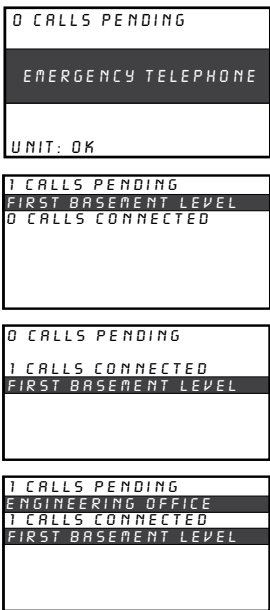 0 CALLS PENDING
EMERGENCY TELEPHONE
UNIT: OK
1 CALLS PENDING
FIRST BASEMENT LEVEL
0 CALLS CONNECTED
0 CALLS PENDING
1 CALLS CONNECTED
FIRST BASEMENT LEVEL
1 CALLS PENDING
ENGINEERING OFFICE
1 CALLS CONNECTED
FIRST BASEMENT LEVEL